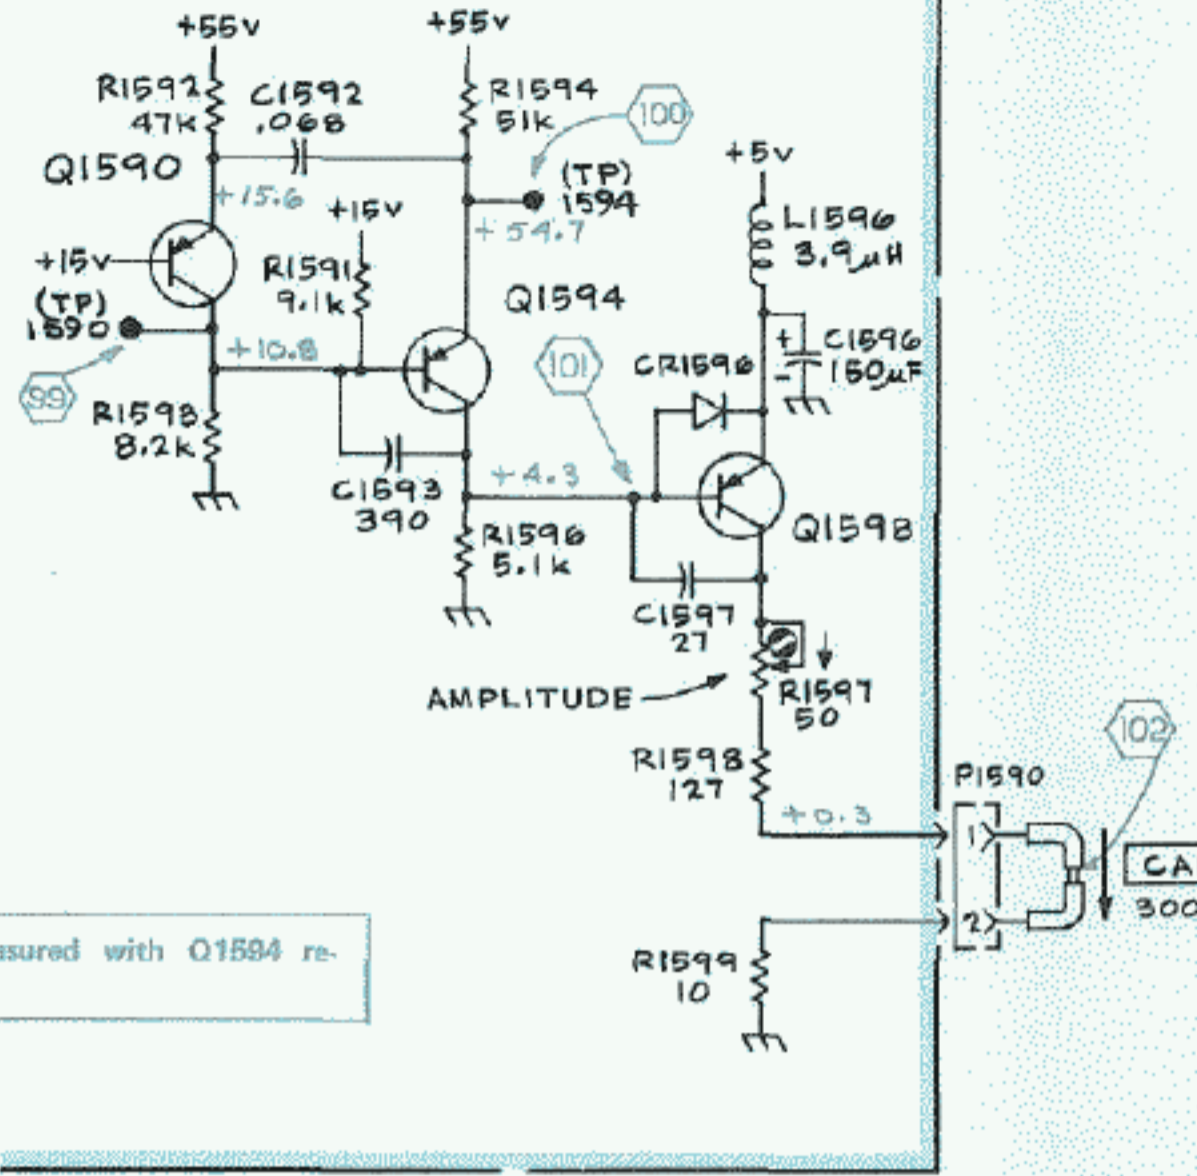 +55v
+55v
R1592
47k
C1592
.068
R1594
51k
100
Q1590
+15.6
+15v
(TP)
1594
+54.7
+5v
L1596
3.9µH
+15v
(TP)
1590
R1591
9.1k
Q1594
99
+10.8
101
CR1596
+
-
C1596
150µF
R1593
8.2k
C1593
390
+4.3
Q1598
R1596
5.1k
C1597
27
AMPLITUDE
R1597
50
R1598
127
+0.3
P1590
1
2
102
CA
300
R1599
10
asured with Q1594 re-